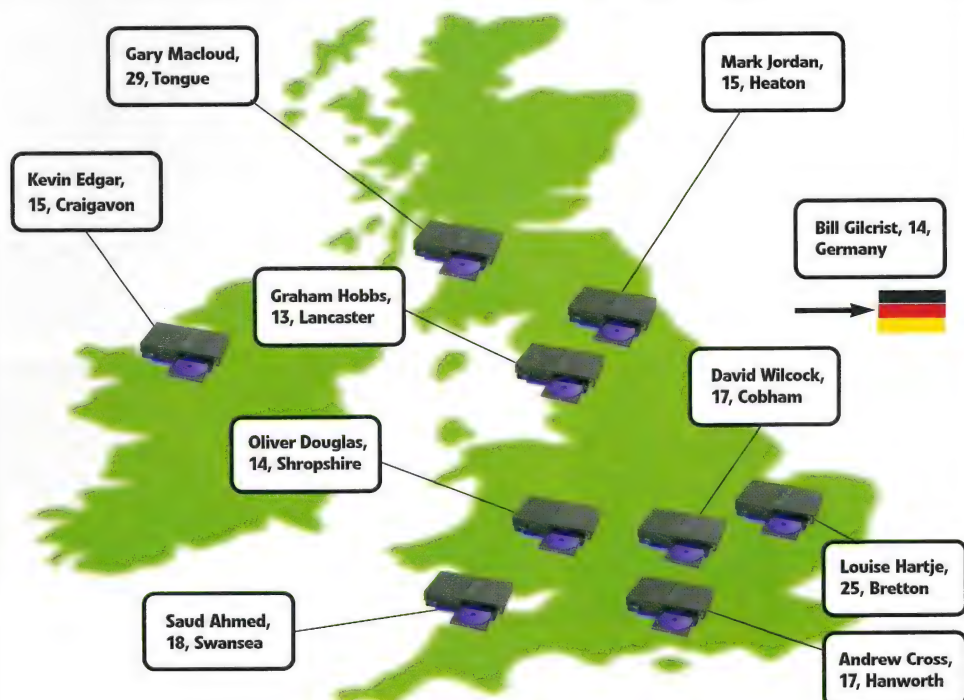 Gary Macloud,
29, Tongue
Mark Jordan,
15, Heaton
Kevin Edgar,
15, Craigavon
Bill Gilcrist, 14,
Germany
Graham Hobbs,
13, Lancaster
David Wilcock,
17, Cobham
Oliver Douglas,
14, Shropshire
Louise Hartje,
25, Bretton
Saud Ahmed,
18, Swansea
Andrew Cross,
17, Hanworth